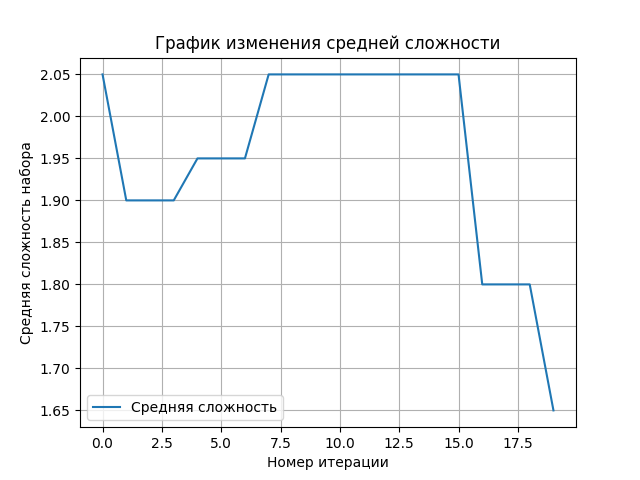 График изменения средней сложности
2.05
2.00
1.95
1.90
1.85
1.80
1.75
1.70
1.65
Средняя сложность набора
Средняя сложность
0.0 2.5 5.0 7.5 10.0 12.5 15.0 17.5
Номер итерации